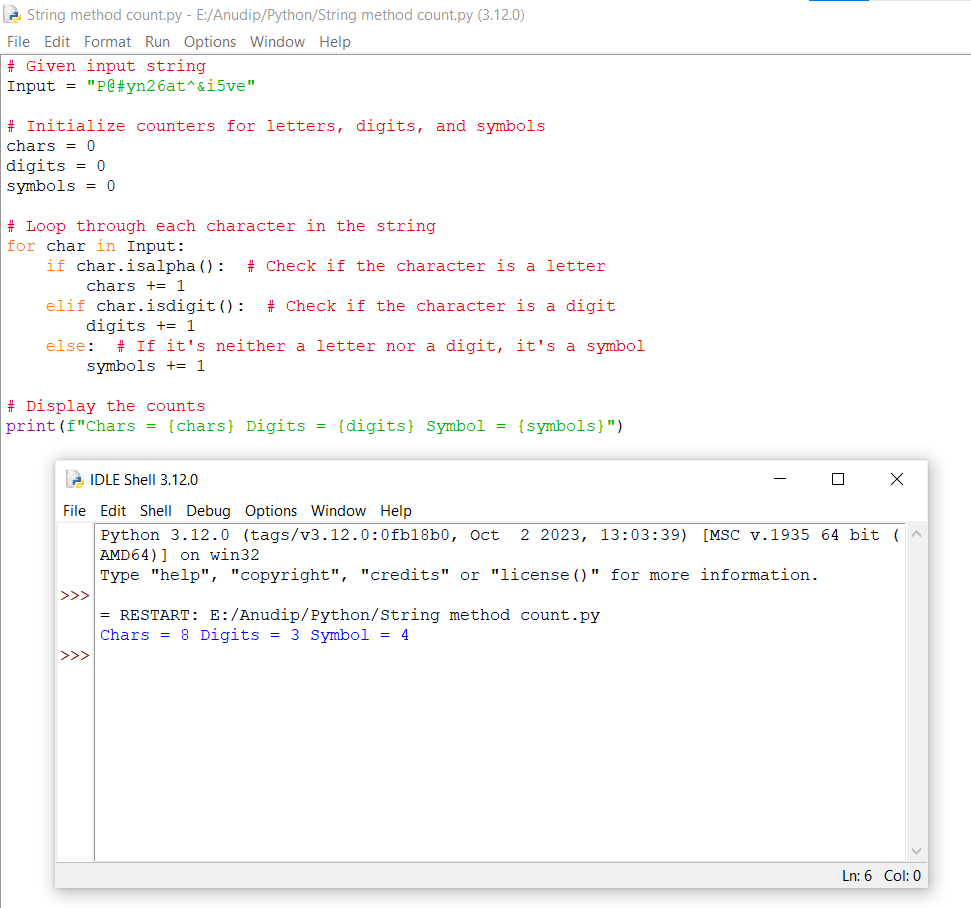 String method count.py - E:/Anudip/Python/String method count.py (3.12.0)
File Edit Format Run Options Window Help
# Given input string
Input = "P@#yn26at^&i5ve"
# Initialize counters for letters, digits, and symbols
chars = 0
digits = 0
symbols = 0
# Loop through each character in the string
for char in Input:
    if char.isalpha():  # Check if the character is a letter
        chars += 1
    elif char.isdigit():  # Check if the character is a digit
        digits += 1
    else:  # If it's neither a letter nor a digit, it's a symbol
        symbols += 1
# Display the counts
print(f"Chars = {chars} Digits = {digits} Symbol = {symbols}")
IDLE Shell 3.12.0
File Edit Shell Debug Options Window Help
Python 3.12.0 (tags/v3.12.0:0fb18b0, Oct  2 2023, 13:03:39) [MSC v.1935 64 bit (
AMD64)] on win32
Type "help", "copyright", "credits" or "license()" for more information.
>>>
= RESTART: E:/Anudip/Python/String method count.py
Chars = 8 Digits = 3 Symbol = 4
>>>
Ln: 6 Col: 0